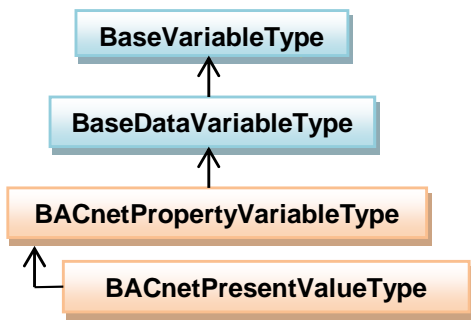 BaseVariableType
BaseDataVariableType
BACnetPropertyVariableType
BACnetPresentValueType